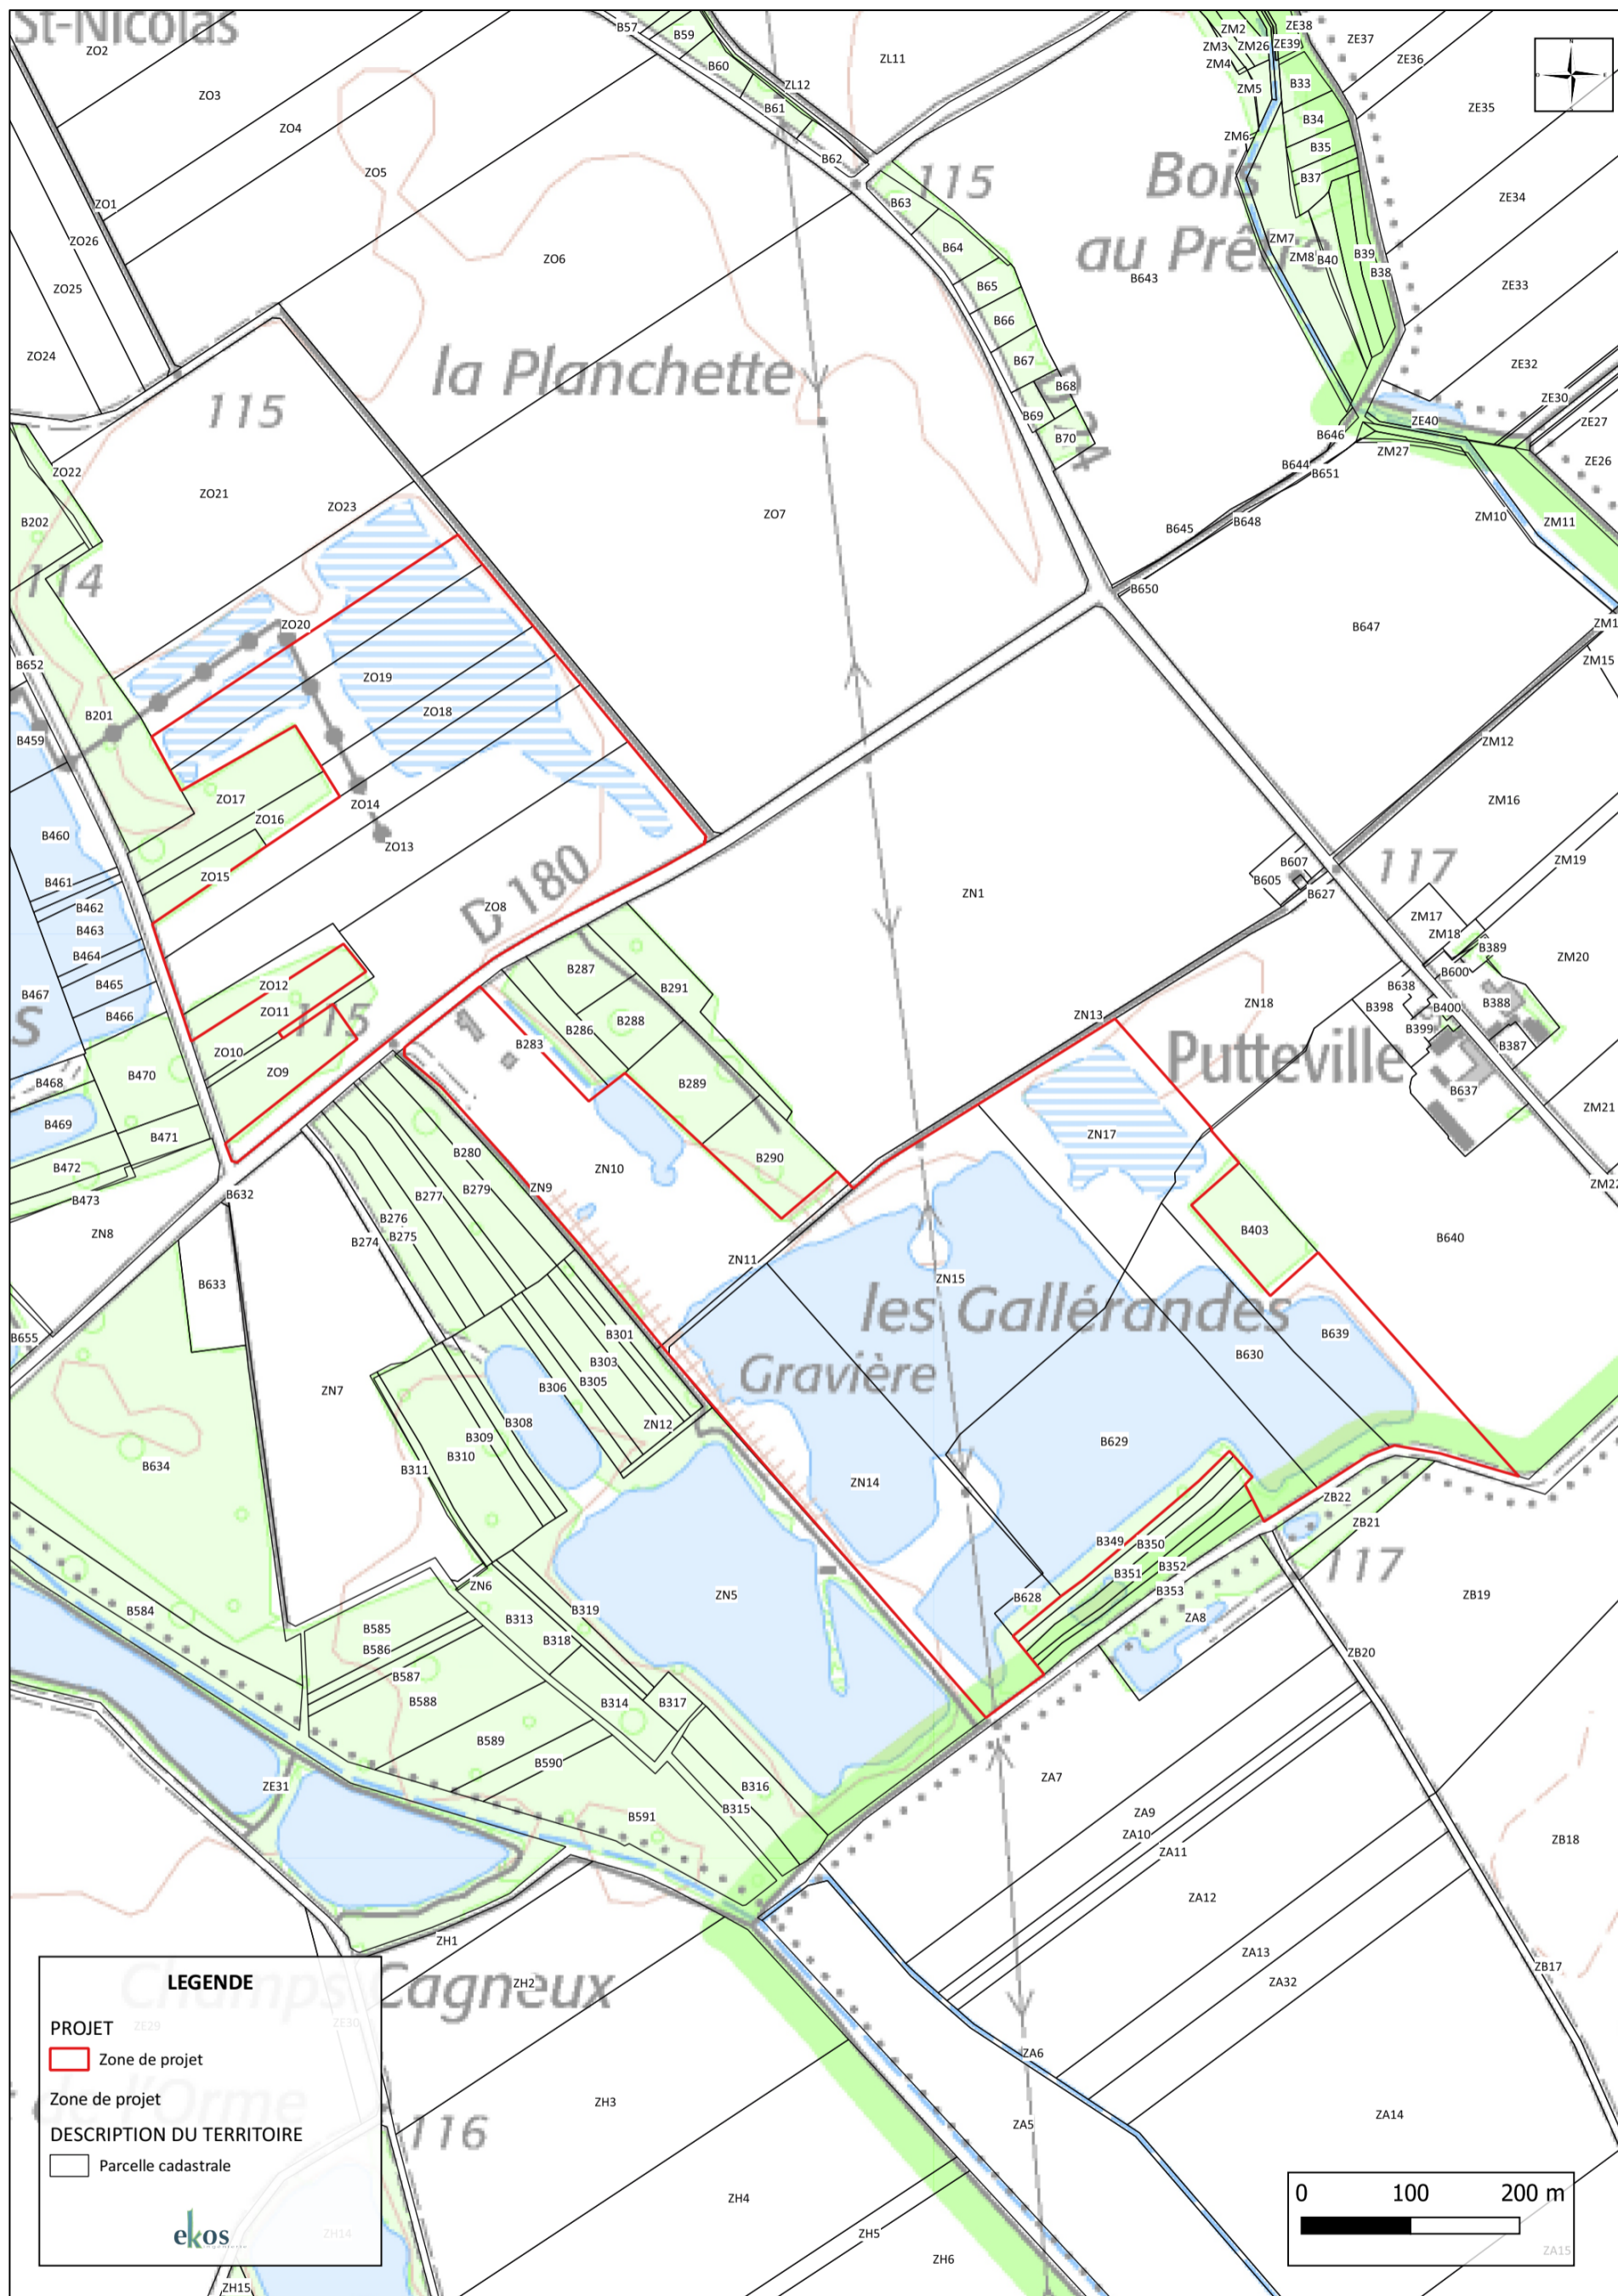 St-Nicolas
ZO2
B57
B59
ZL11
ZM2
ZE38
ZE37
ZM3
ZM26
ZE39
ZE36
ZM4
B60
ZL12
ZM5
B33
ZO3
B61
ZE35
ZO4
B34
ZM6
B35
B62
ZO5
B37
115
Bois
au Prêtre
ZE34
ZO1
B63
ZM7
ZO26
B64
ZM8
B40
B39
B38
ZO6
B643
ZO25
B65
ZE33
B66
ZO24
B67
ZE32
la Planchette
B68
D 24
ZE30
115
B69
ZE40
ZE27
B70
B646
ZM27
ZE26
ZO22
B644
B651
ZO21
ZO23
ZO7
B202
B645
B648
ZM10
ZM11
114
B650
ZO20
B647
ZM1
B652
ZM15
ZO19
B201
ZO18
B459
ZM12
ZO17
ZO14
ZM16
ZO16
B460
ZO13
B607
117
ZM19
B461
ZO15
B605
B462
D 180
ZO8
ZN1
B627
ZM17
B463
ZM18
B389
B464
ZM20
B467
B465
ZO12
B287
B291
B600
B638
S
B466
ZO11
115
B288
ZN18
B398
B400
B388
ZN13
B399
B286
B283
B387
B468
B470
ZO10
Putteville
ZO9
B289
B637
B469
ZM21
B471
ZN17
B280
B290
B472
ZN10
B279
ZN9
ZM22
B473
B632
B277
B276
B275
B403
ZN8
B274
B640
ZN11
ZN15
B633
les Gallérandes
B655
B301
B639
B303
B630
Gravière
B305
B306
ZN7
ZN12
B308
B309
B310
B629
B634
B311
ZN14
ZB22
ZB21
B349
B350
B352
117
B351
ZN6
B353
ZN5
B628
ZB19
B584
B319
B313
ZA8
B585
B318
B586
ZB20
B587
B588
B314
B317
B589
B590
ZA7
ZE31
B316
ZA9
B315
B591
ZA10
ZB18
ZA11
ZA12
ZH1
ZA13
ZB17
Champs Cagneux
ZH2
ZA32
LEGENDE
ZE29
ZE30
PROJET
Zone de projet
ZA6
Zone de projet
de l'Orme
ZH3
DESCRIPTION DU TERRITOIRE
116
ZA5
ZA14
Parcelle cadastrale
ZH4
0 100 200 m
ekos
ZH14
ZH5
ZH6
ZA15
ZH15